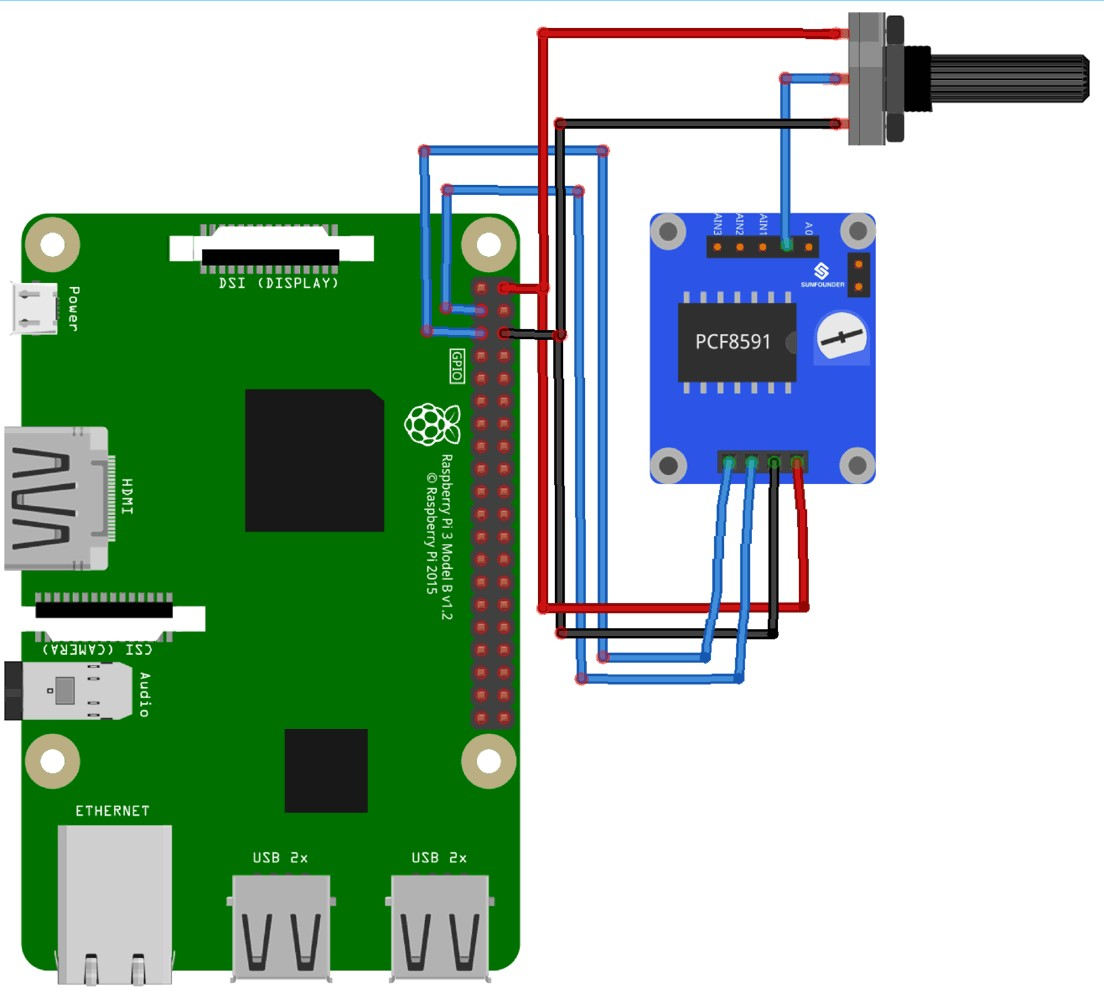 AIN3
AIN2
AIN1
A0
DSI (DISPLAY)
SUNFOUNDER
Power
PCF8591
GPIO
Raspberry Pi 3 Model B v1.2
© Raspberry Pi 2015
HDMI
CSI (CAMERA)
Audio
ETHERNET
USB 2x
USB 2x